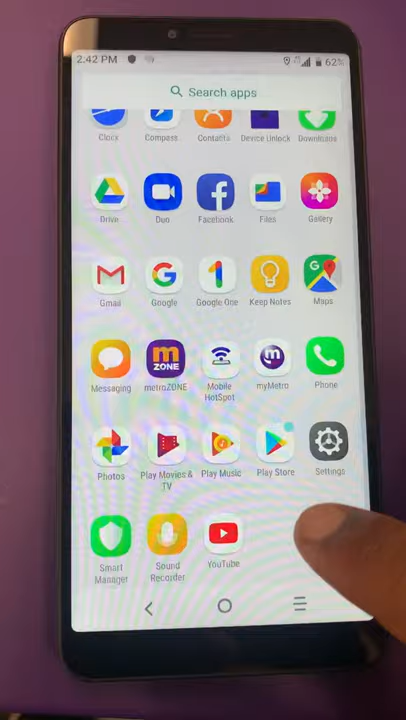 2:42 PM 62%
Search apps
Clock Compass Contacts Device Unlock Downloads
Drive Duo Facebook Files Gallery
Gmail Google Google One Keep Notes Maps
Messaging metroZONE Mobile HotSpot myMetro Phone
m ZONE
Photos Play Movies & TV Play Music Play Store Settings
Smart Manager Sound Recorder YouTube